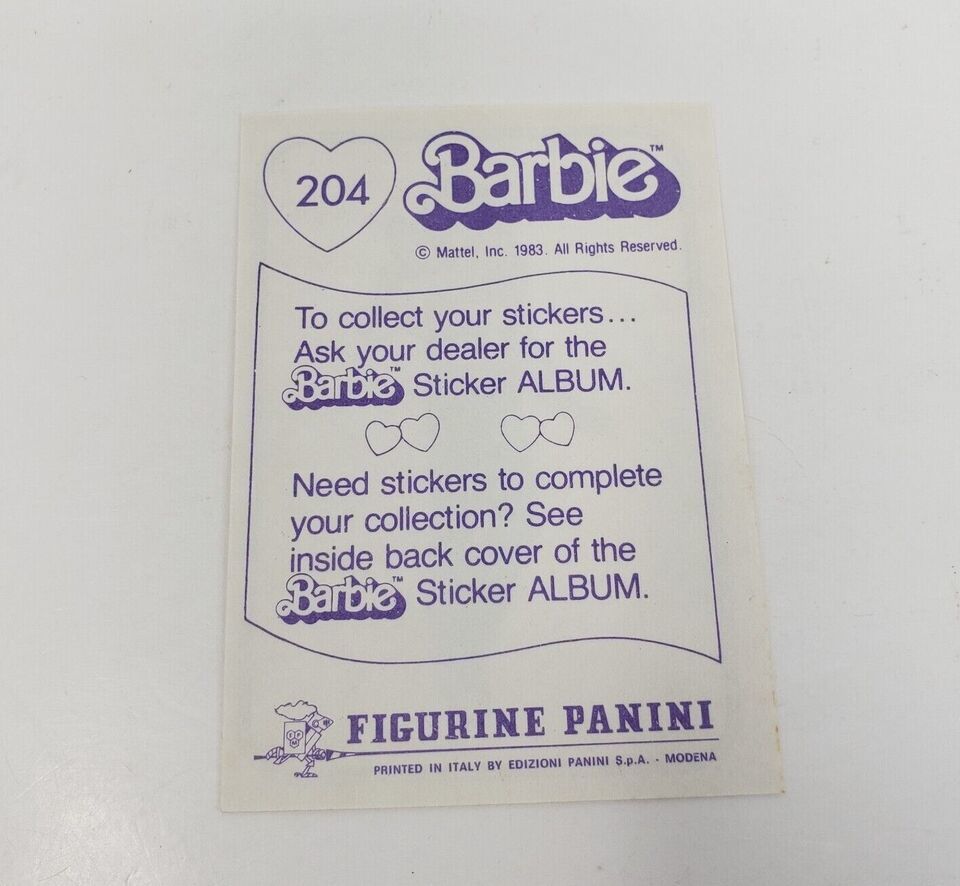 204
Barbie™
© Mattel, Inc. 1983. All Rights Reserved.
To collect your stickers...
Ask your dealer for the
Barbie™ Sticker ALBUM.
Need stickers to complete
your collection? See
inside back cover of the
Barbie™ Sticker ALBUM.
FIGURINE PANINI
PRINTED IN ITALY BY EDIZIONI PANINI S.p.A. - MODENA